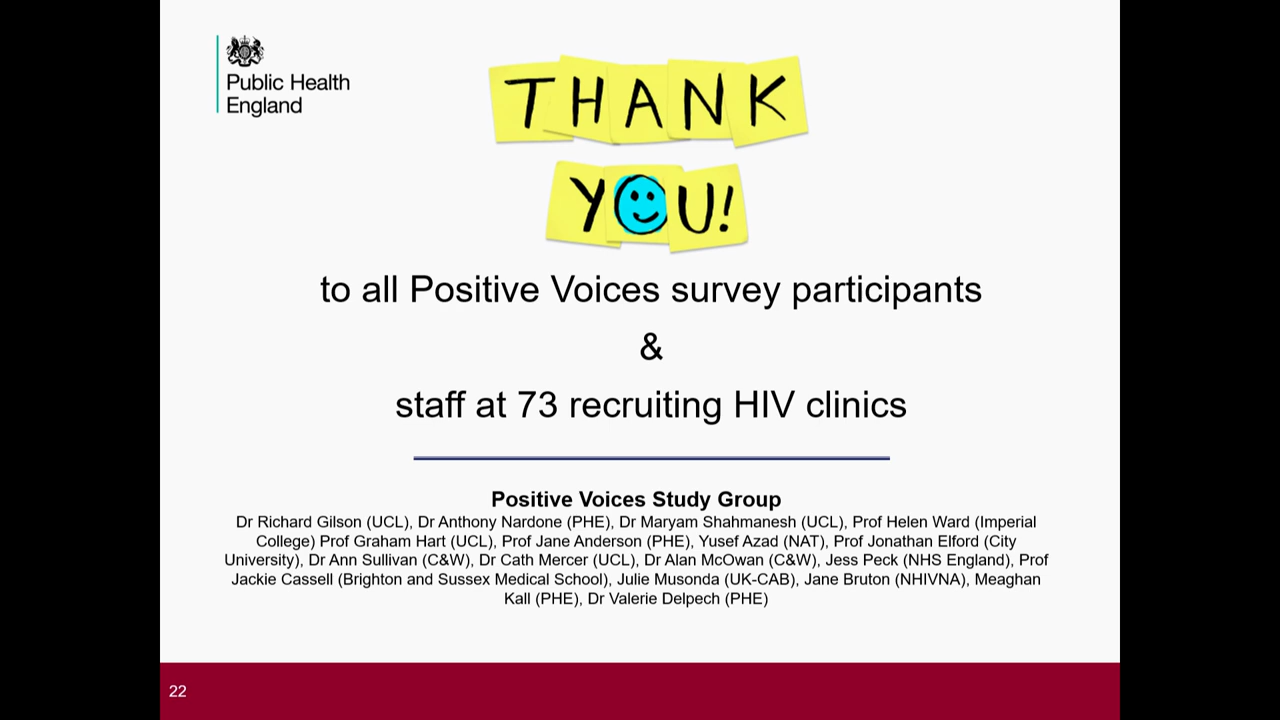 Public Health
England
THANK
YOU!
to all Positive Voices survey participants
&
staff at 73 recruiting HIV clinics
Positive Voices Study Group
Dr Richard Gilson (UCL), Dr Anthony Nardone (PHE), Dr Maryam Shahmanesh (UCL), Prof Helen Ward (Imperial
College) Prof Graham Hart (UCL), Prof Jane Anderson (PHE), Yusef Azad (NAT), Prof Jonathan Elford (City
University), Dr Ann Sullivan (C&W), Dr Cath Mercer (UCL), Dr Alan McOwan (C&W), Jess Peck (NHS England), Prof
Jackie Cassell (Brighton and Sussex Medical School), Julie Musonda (UK-CAB), Jane Bruton (NHIVNA), Meaghan
Kall (PHE), Dr Valerie Delpech (PHE)
22